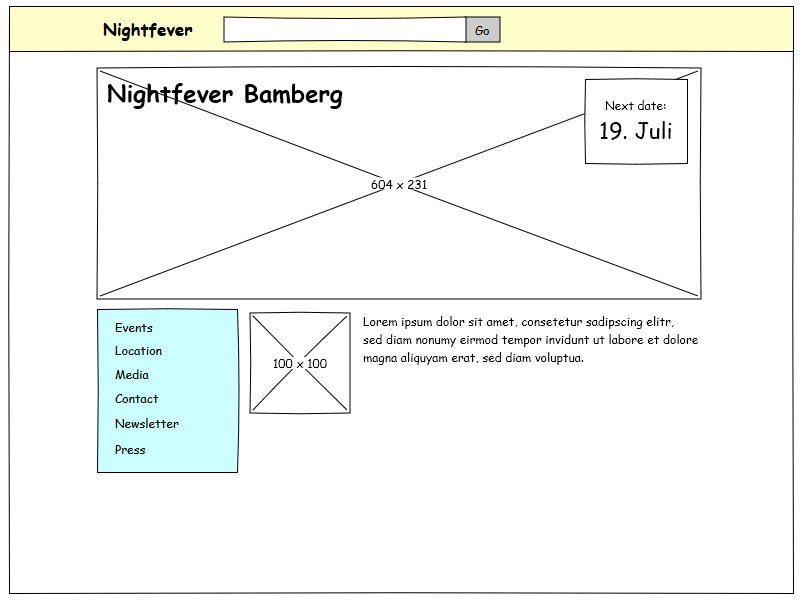 Nightfever
Go
Nightfever Bamberg
Next date:
19. Juli
604 x 231
Events
Location
Media
Contact
Newsletter
Press
100 x 100
Lorem ipsum dolor sit amet, consetetur sadipscing elitr,
sed diam nonumy eirmod tempor invidunt ut labore et dolore
magna aliquyam erat, sed diam voluptua.